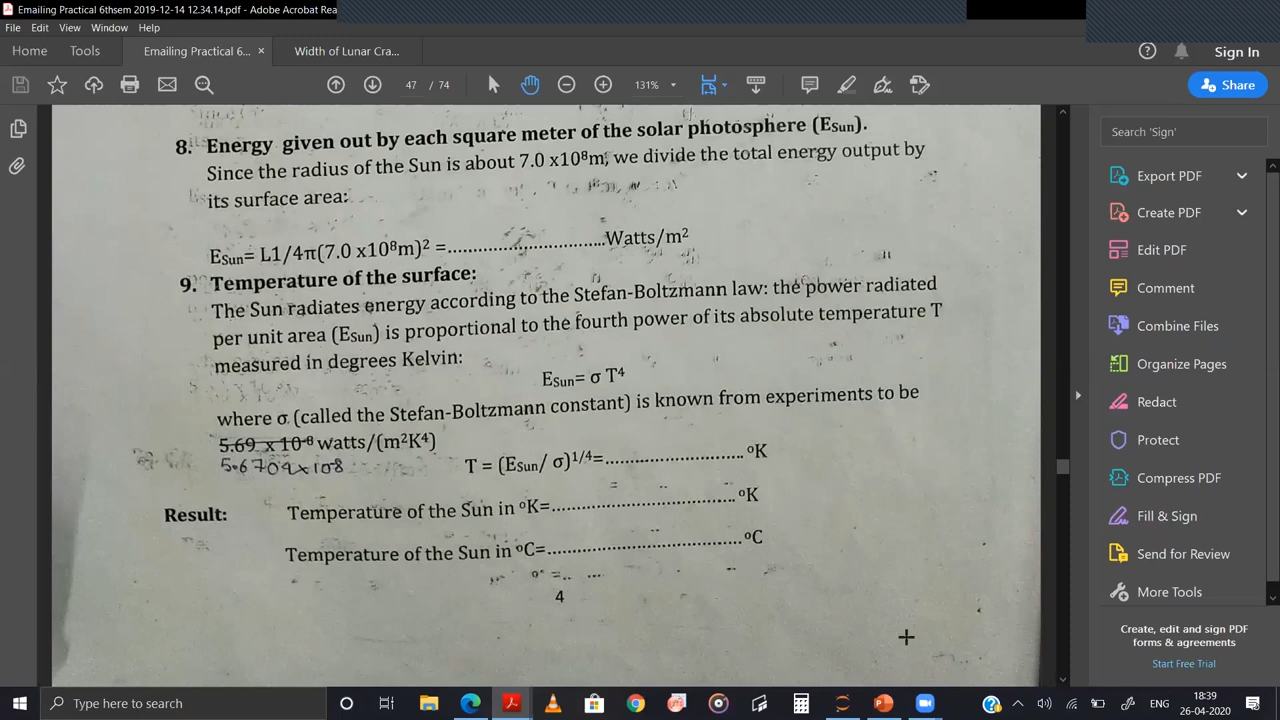 Emailing Practical 6thsem 2019-12-14 12.34.14.pdf - Adobe Acrobat Rea
File Edit View Window Help
Home Tools Emailing Practical 6... × Width of Lunar Cra... Sign In
47 / 74 131% Share
8. Energy given out by each square meter of the solar photosphere (ESun).
Since the radius of the Sun is about 7.0 x10⁸m, we divide the total energy output by
its surface area:
ESun= L1/4π(7.0 x10⁸m)² =..........................Watts/m²
9. Temperature of the surface:
The Sun radiates energy according to the Stefan-Boltzmann law: the power radiated
per unit area (ESun) is proportional to the fourth power of its absolute temperature T
measured in degrees Kelvin:
ESun= σ T⁴
where σ (called the Stefan-Boltzmann constant) is known from experiments to be
5.69 x 10⁻⁸ watts/(m²K⁴)
5.6704x10⁻8
T = (ESun/ σ)¹/⁴=....................... ºK
Result: Temperature of the Sun in ºK=............................... ºK
Temperature of the Sun in ºC=................................. ºC
4
Search 'Sign'
Export PDF
Create PDF
Edit PDF
Comment
Combine Files
Organize Pages
Redact
Protect
Compress PDF
Fill & Sign
Send for Review
More Tools
Create, edit and sign PDF
forms & agreements
Start Free Trial
Type here to search
ENG
18:39
26-04-2020